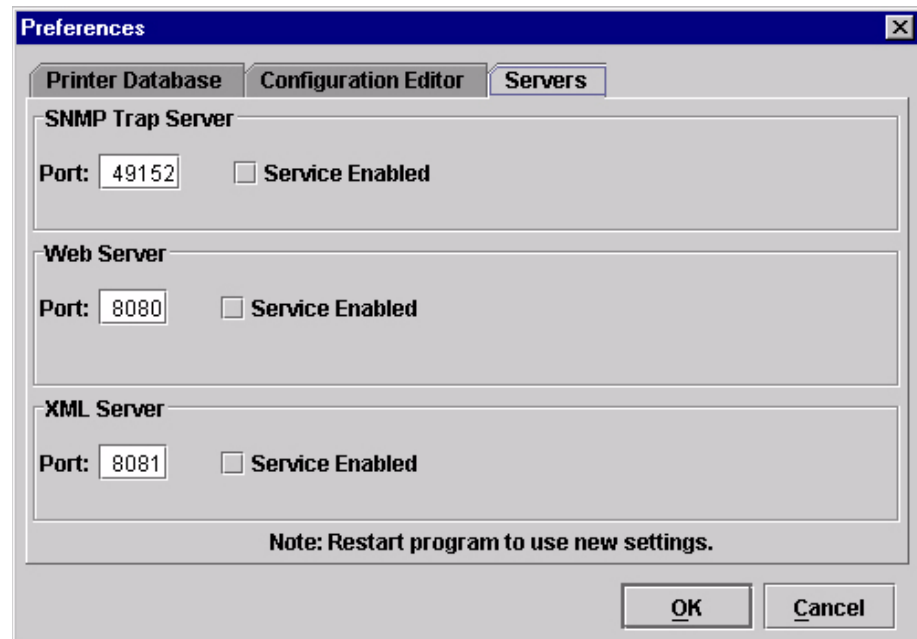 Preferences
Printer Database Configuration Editor Servers
SNMP Trap Server
Port: 49152 Service Enabled
Web Server
Port: 8080 Service Enabled
XML Server
Port: 8081 Service Enabled
Note: Restart program to use new settings.
OK Cancel